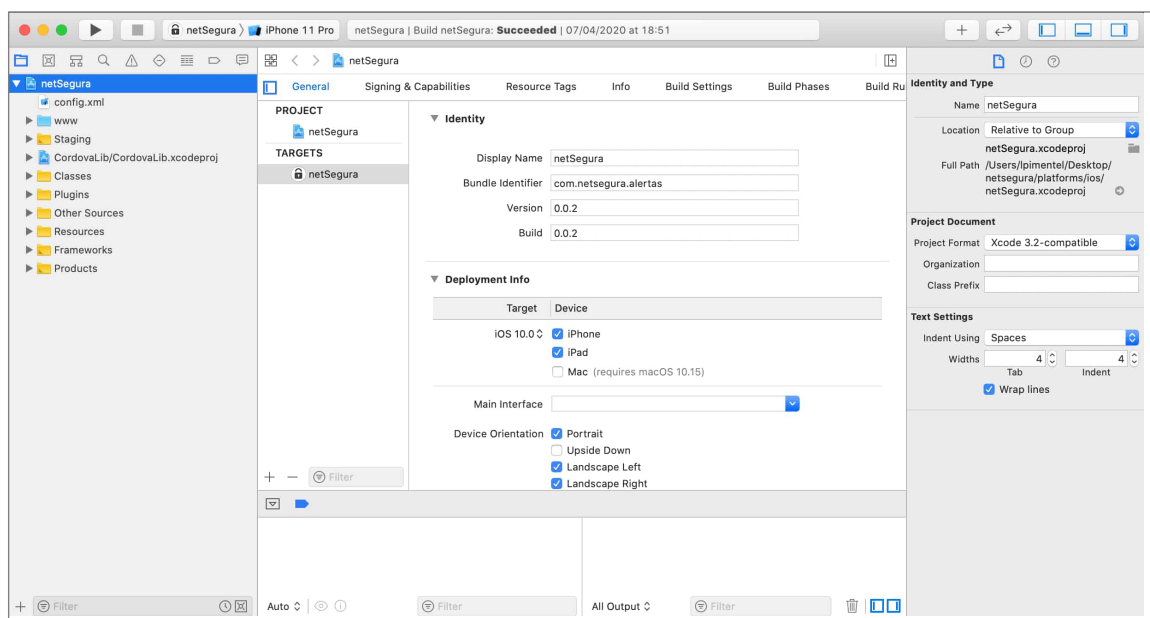 netSegura
iPhone 11 Pro
netSegura | Build netSegura: Succeeded | 07/04/2020 at 18:51
netSegura
config.xml
www
Staging
CordovaLib/CordovaLib.xcodeproj
Classes
Plugins
Other Sources
Resources
Frameworks
Products
Filter
netSegura
General
Signing & Capabilities
Resource Tags
Info
Build Settings
Build Phases
Build Ru
PROJECT
netSegura
TARGETS
netSegura
Filter
Identity
Display Name netSegura
Bundle Identifier com.netsegura.alertas
Version 0.0.2
Build 0.0.2
Deployment Info
Target Device
iOS 10.0 iPhone
iPad
Mac (requires macOS 10.15)
Main Interface
Device Orientation Portrait
Upside Down
Landscape Left
Landscape Right
Auto
Filter
All Output
Filter
Identity and Type
Name netSegura
Location Relative to Group
netSegura.xcodeproj
Full Path /Users/lpimentel/Desktop/
netsegura/platforms/ios/
netSegura.xcodeproj
Project Document
Project Format Xcode 3.2-compatible
Organization
Class Prefix
Text Settings
Indent Using Spaces
Widths 4 4
Tab Indent
Wrap lines